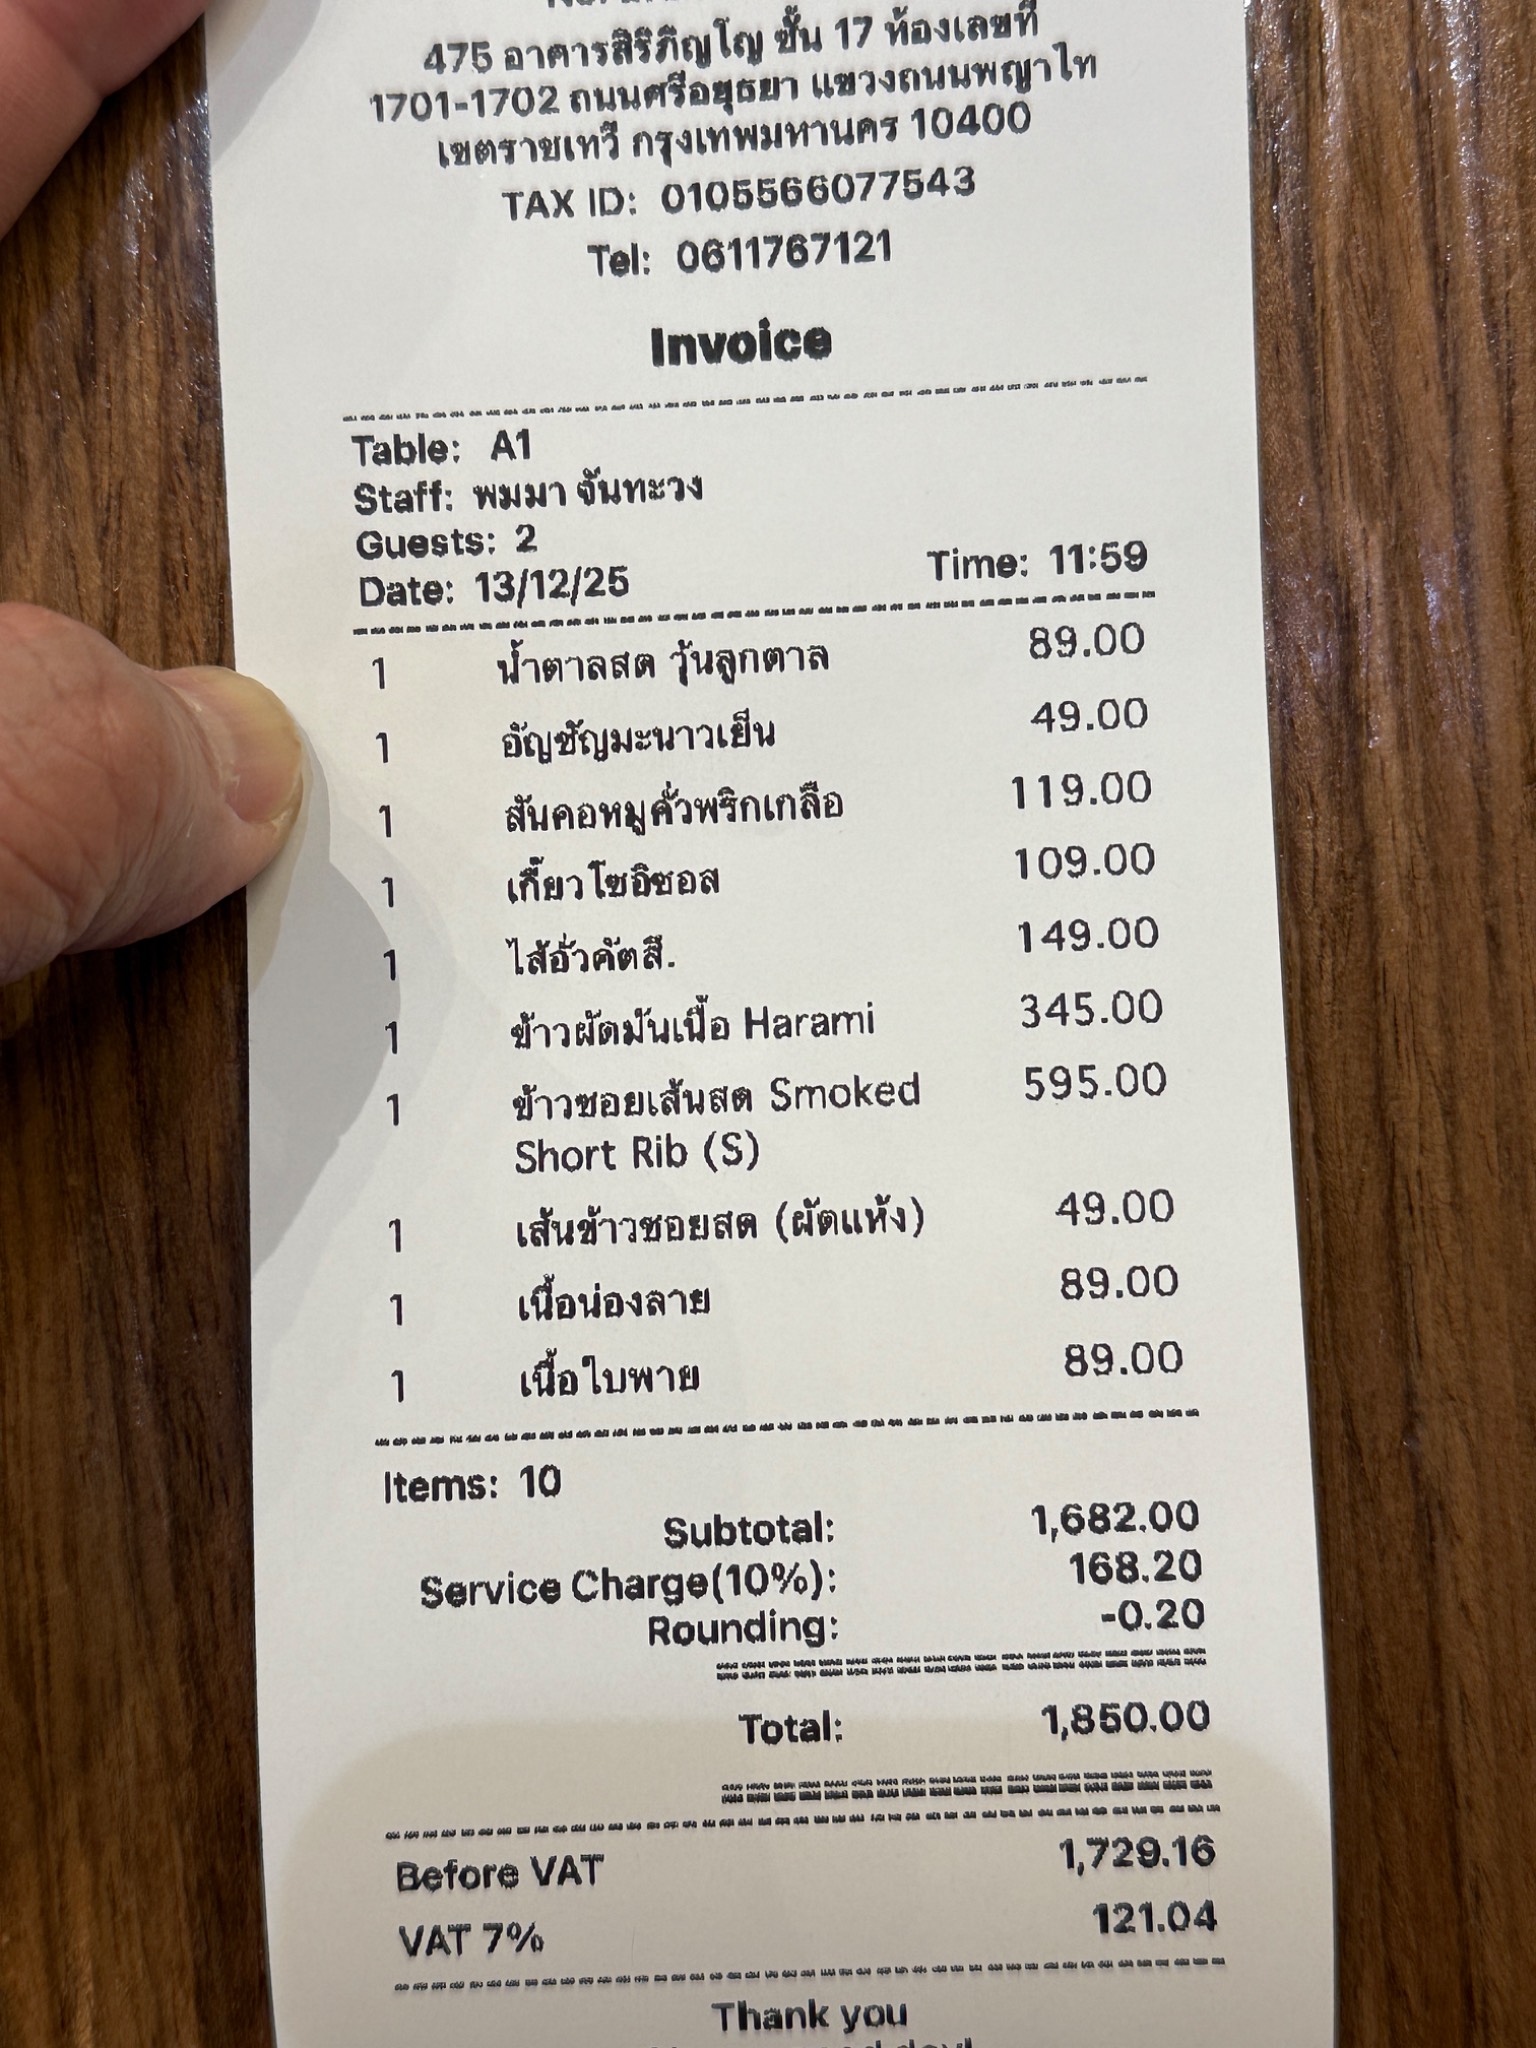 475 อาคารสิริภิญโญ ชั้น 17 ห้องเลขที่
1701-1702 ถนนศรีอยุธยา แขวงถนนพญาไท
เขตราชเทวี กรุงเทพมหานคร 10400
TAX ID: 0105566077543
Tel: 0611767121
Invoice
Table: A1
Staff: พมมา จันทะวง
Guests: 2
Date: 13/12/25 Time: 11:59
1 น้ำตาลสด วุ้นลูกตาล 89.00
1 อัญชัญมะนาวเย็น 49.00
1 สันคอหมูคั่วพริกเกลือ 119.00
1 เกี๊ยวโซอิซอส 109.00
1 ไส้อั่วคัตสึ. 149.00
1 ข้าวผัดมันเนื้อ Harami 345.00
1 ข้าวซอยเส้นสด Smoked 595.00
Short Rib (S)
1 เส้นข้าวซอยสด (ผัดแห้ง) 49.00
1 เนื้อน่องลาย 89.00
1 เนื้อใบพาย 89.00
Items: 10
Subtotal: 1,682.00
Service Charge(10%): 168.20
Rounding: -0.20
Total: 1,850.00
Before VAT 1,729.16
VAT 7% 121.04
Thank you